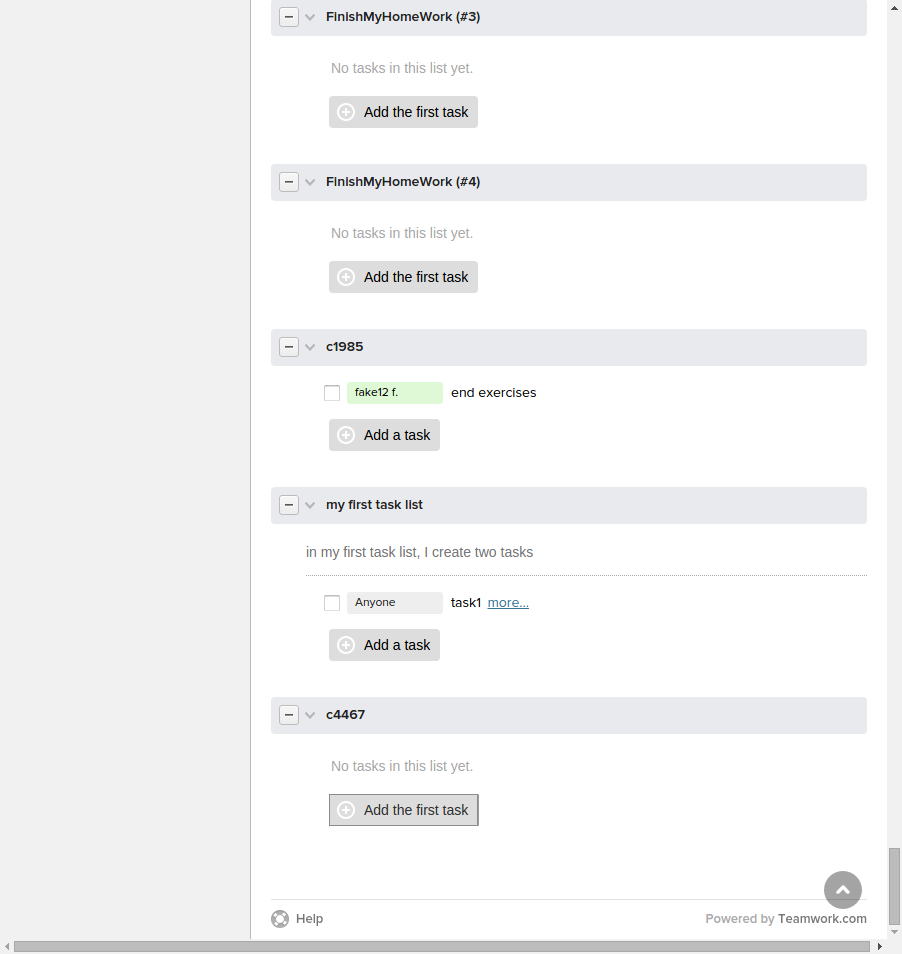 FinishMyHomeWork (#3)
No tasks in this list yet.
Add the first task
FinishMyHomeWork (#4)
No tasks in this list yet.
Add the first task
c1985
fake12 f. end exercises
Add a task
my first task list
in my first task list, I create two tasks
Anyone task1 more...
Add a task
c4467
No tasks in this list yet.
Add the first task
Help Powered by Teamwork.com